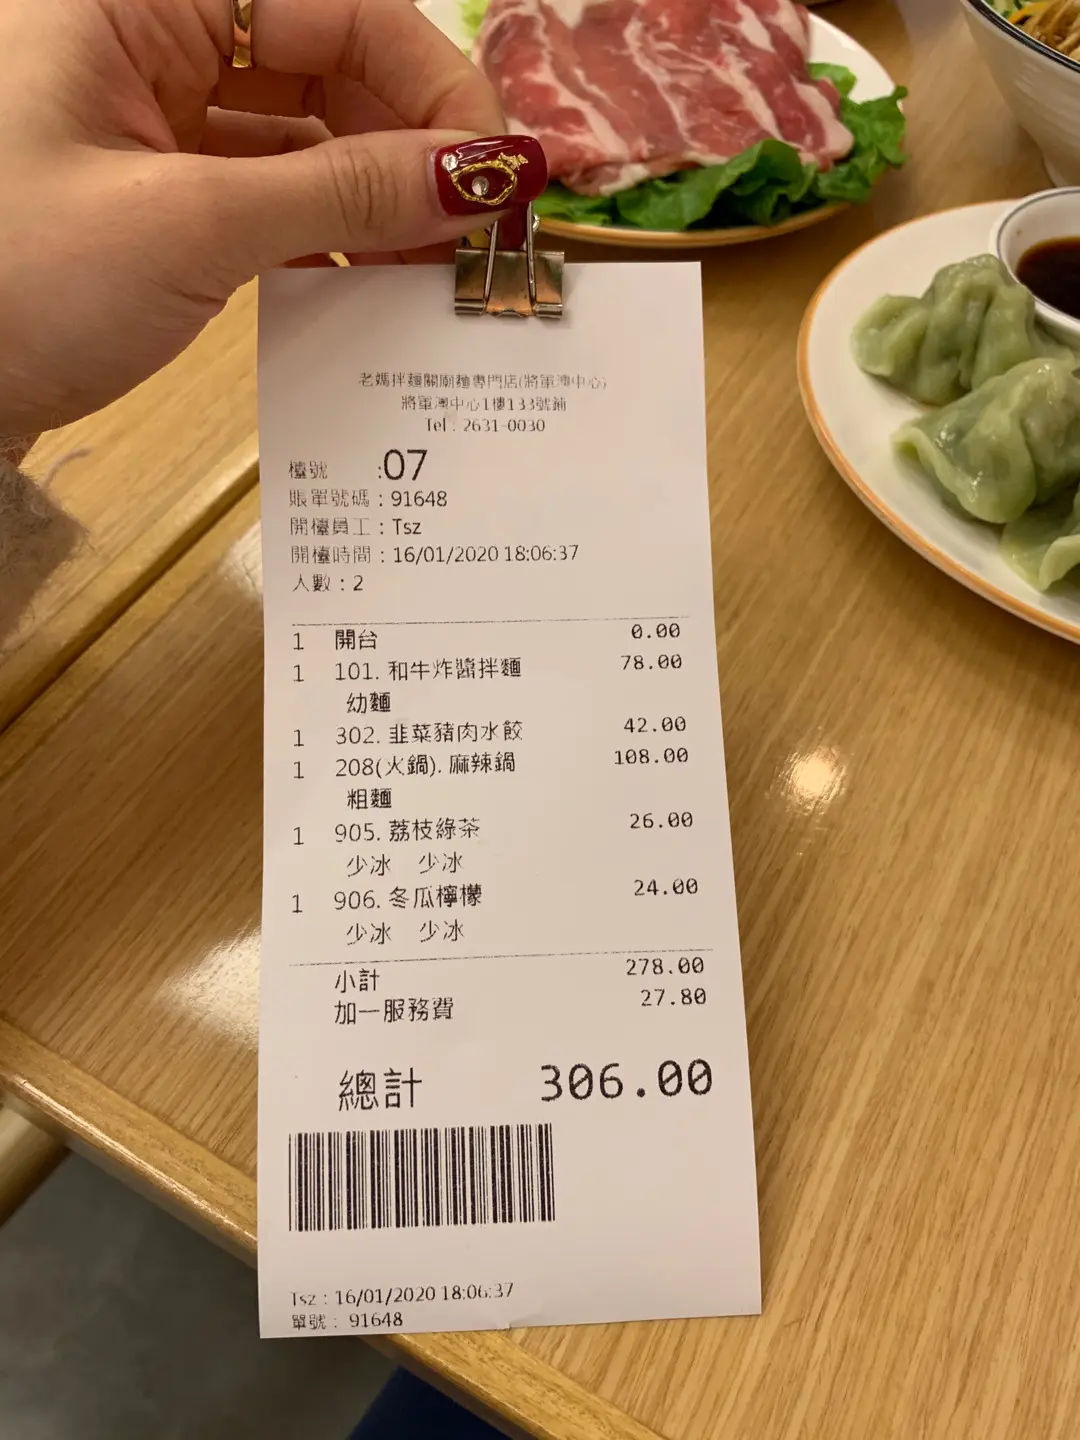 老媽拌麵關廟麵專門店(將軍澳中心)
將軍澳中心1樓133號鋪
Tel : 2631-0030
檯號 :07
賬單號碼 : 91648
開檯員工 : Tsz
開檯時間 : 16/01/2020 18:06:37
人數 : 2
1 開台 0.00
1 101. 和牛炸醬拌麵 78.00
幼麵
1 302. 韭菜豬肉水餃 42.00
1 208(火鍋). 麻辣鍋 108.00
粗麵
1 905. 荔枝綠茶 26.00
少冰 少冰
1 906. 冬瓜檸檬 24.00
少冰 少冰
小計 278.00
加一服務費 27.80
總計 306.00
Tsz : 16/01/2020 18:06:37
單號 : 91648